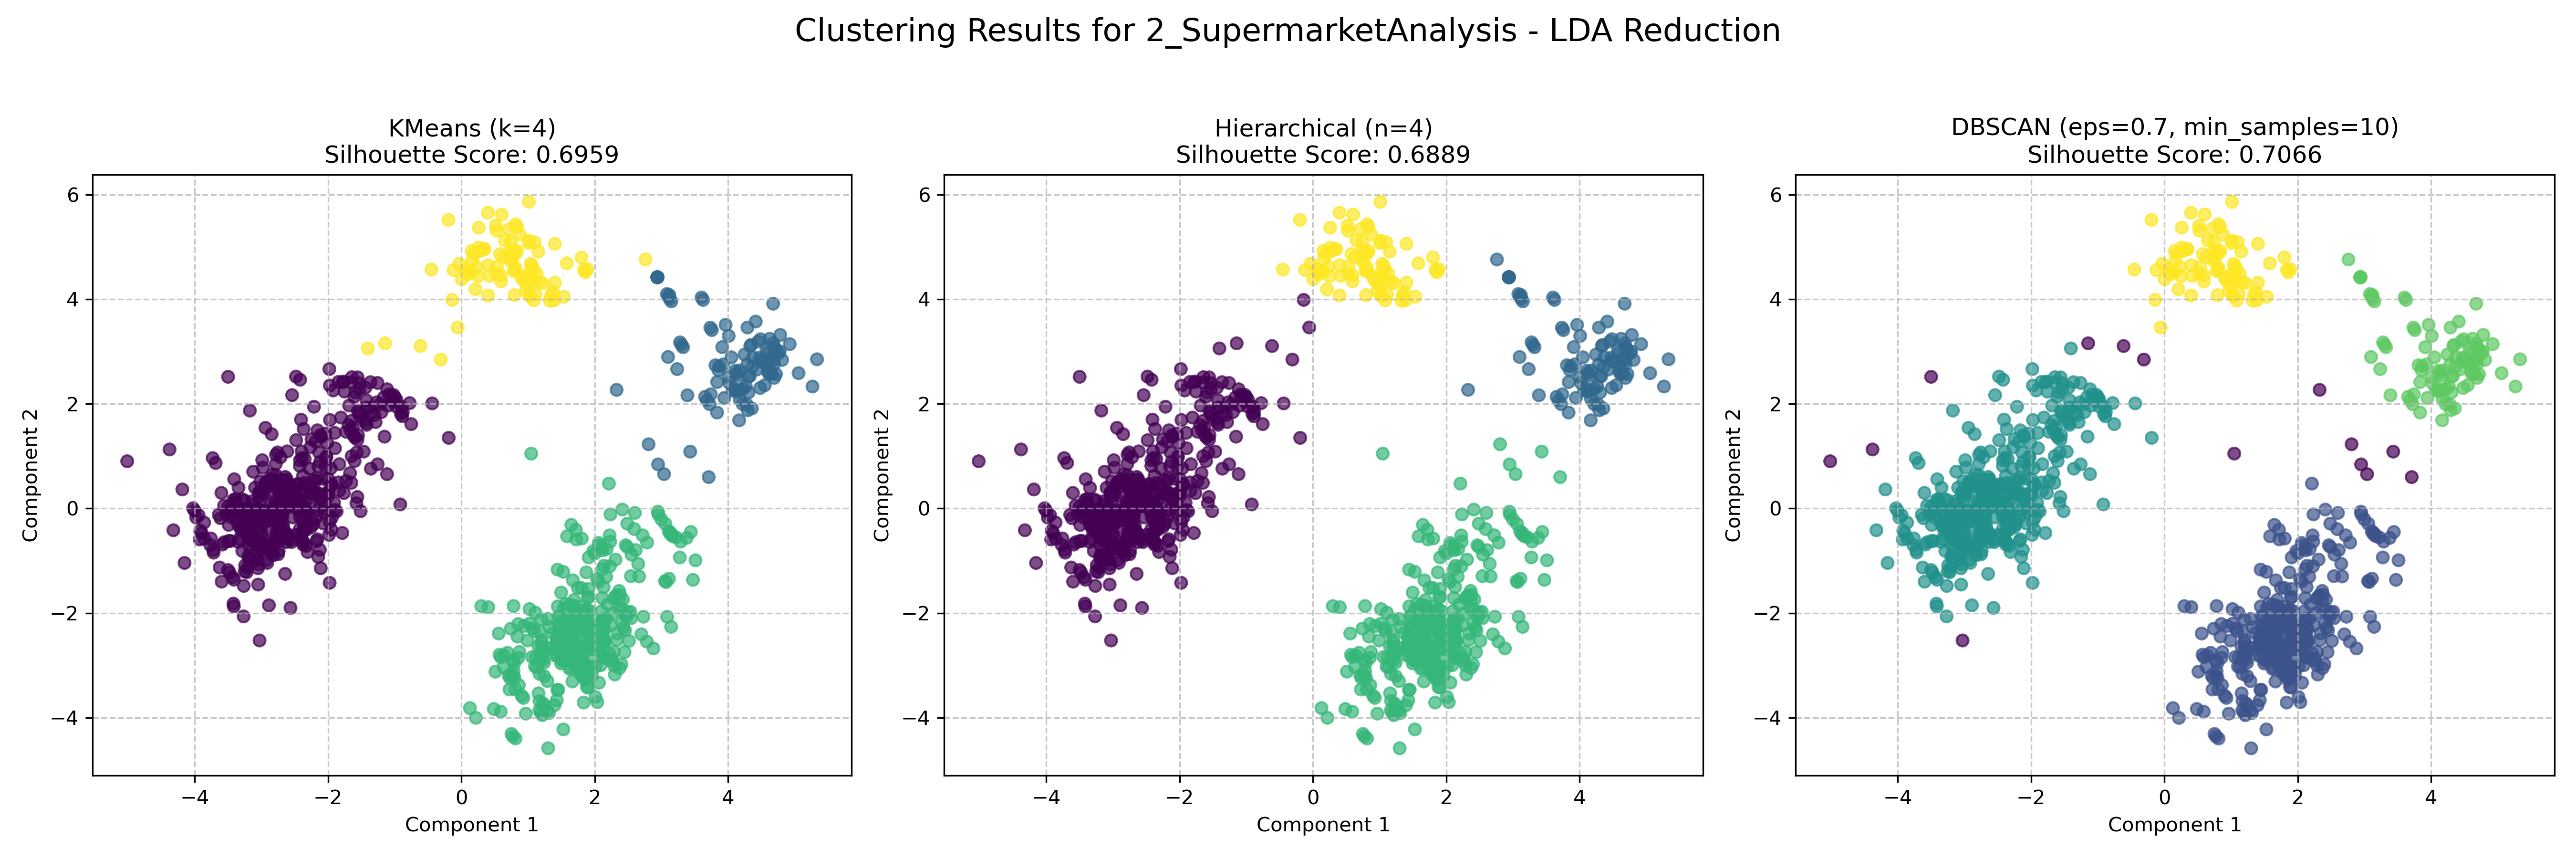 Clustering Results for 2_SupermarketAnalysis - LDA Reduction
KMeans (k=4)
Silhouette Score: 0.6959
6
4
2
0
−2
−4
Component 2
−4
−2
0
2
4
Component 1
Hierarchical (n=4)
Silhouette Score: 0.6889
6
4
2
0
−2
−4
Component 2
−4
−2
0
2
4
Component 1
DBSCAN (eps=0.7, min_samples=10)
Silhouette Score: 0.7066
6
4
2
0
−2
−4
Component 2
−4
−2
0
2
4
Component 1